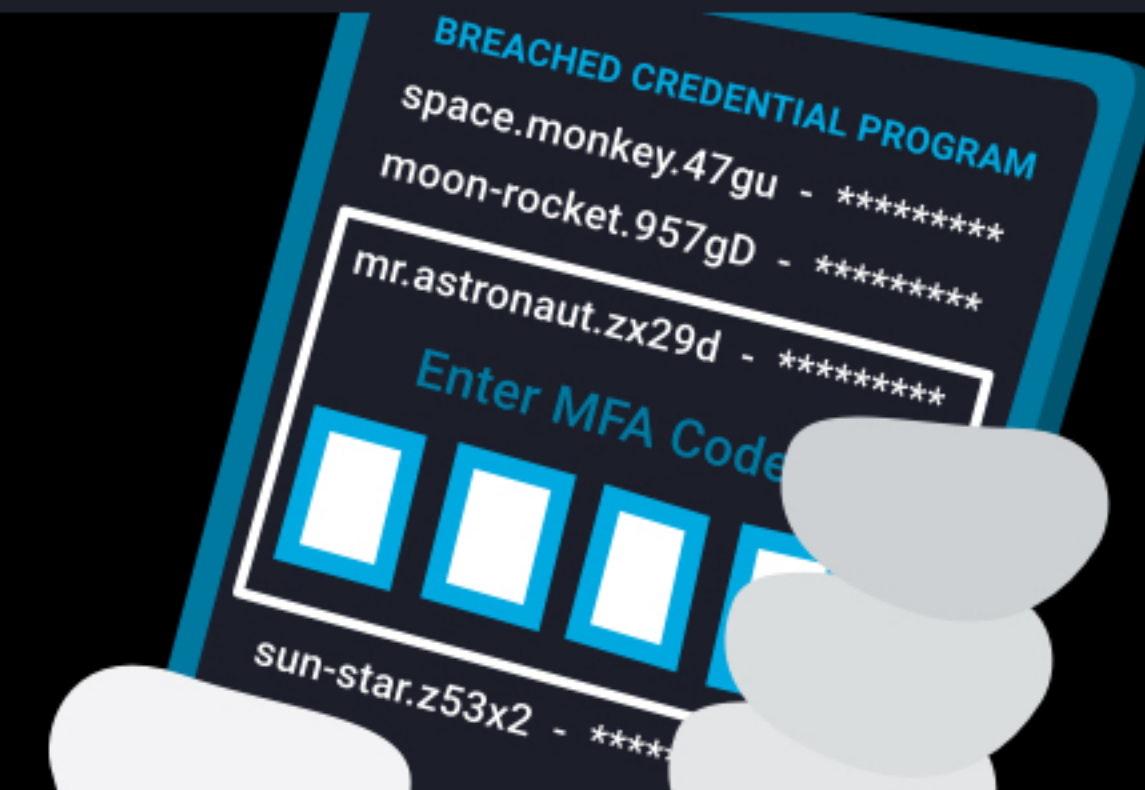 BREACHED CREDENTIAL PROGRAM
space.monkey.47gu - *********
moon-rocket.957gD - *********
mr.astronaut.zx29d - *********
Enter MFA Code
sun-star.z53x2 - ****